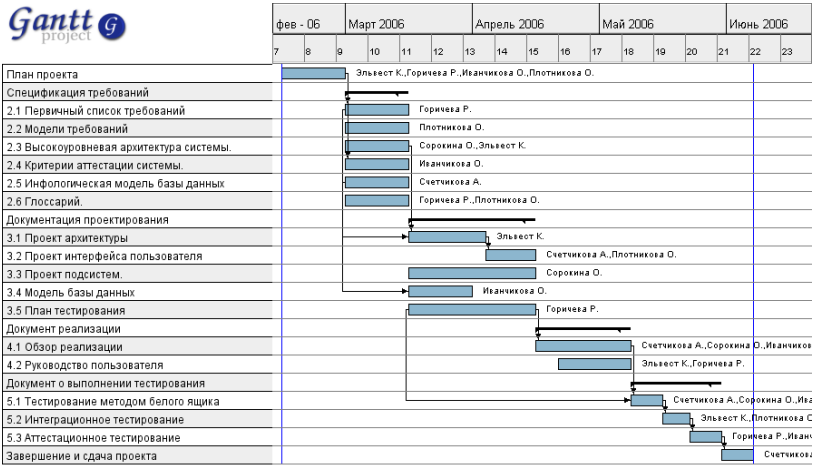 Gantt
project
фев - 06 Март 2006 Апрель 2006 Май 2006 Июнь 2006
7 8 9 10 11 12 13 14 15 16 17 18 19 20 21 22 23
План проекта Эльвест К.,Горичева Р.,Иванчикова О.,Плотникова О.
Спецификация требований
2.1 Первичный список требований Горичева Р.
2.2 Модели требований Плотникова О.
2.3 Высокоуровневая архитектура системы. Сорокина О.,Эльвест К.
2.4 Критерии аттестации системы. Иванчикова О.
2.5 Инфологическая модель базы данных Счетчикова А.
2.6 Глоссарий. Горичева Р.,Плотникова О.
Документация проектирования
3.1 Проект архитектуры Эльвест К.
3.2 Проект интерфейса пользователя Счетчикова А.,Плотникова О.
3.3 Проект подсистем. Сорокина О.
3.4 Модель базы данных Иванчикова О.
3.5 План тестирования Горичева Р.
Документ реализации
4.1 Обзор реализации Счетчикова А.,Сорокина О.,Иванчиков
4.2 Руководство пользователя Эльвест К.,Горичева Р.
Документ о выполнении тестирования
5.1 Тестирование методом белого ящика Счетчикова А.,Сорокина О.,Ива
5.2 Интеграционное тестирование Эльвест К.,Плотникова О
5.3 Аттестационное тестирование Горичева Р.,Иванч
Завершение и сдача проекта Счетчикова